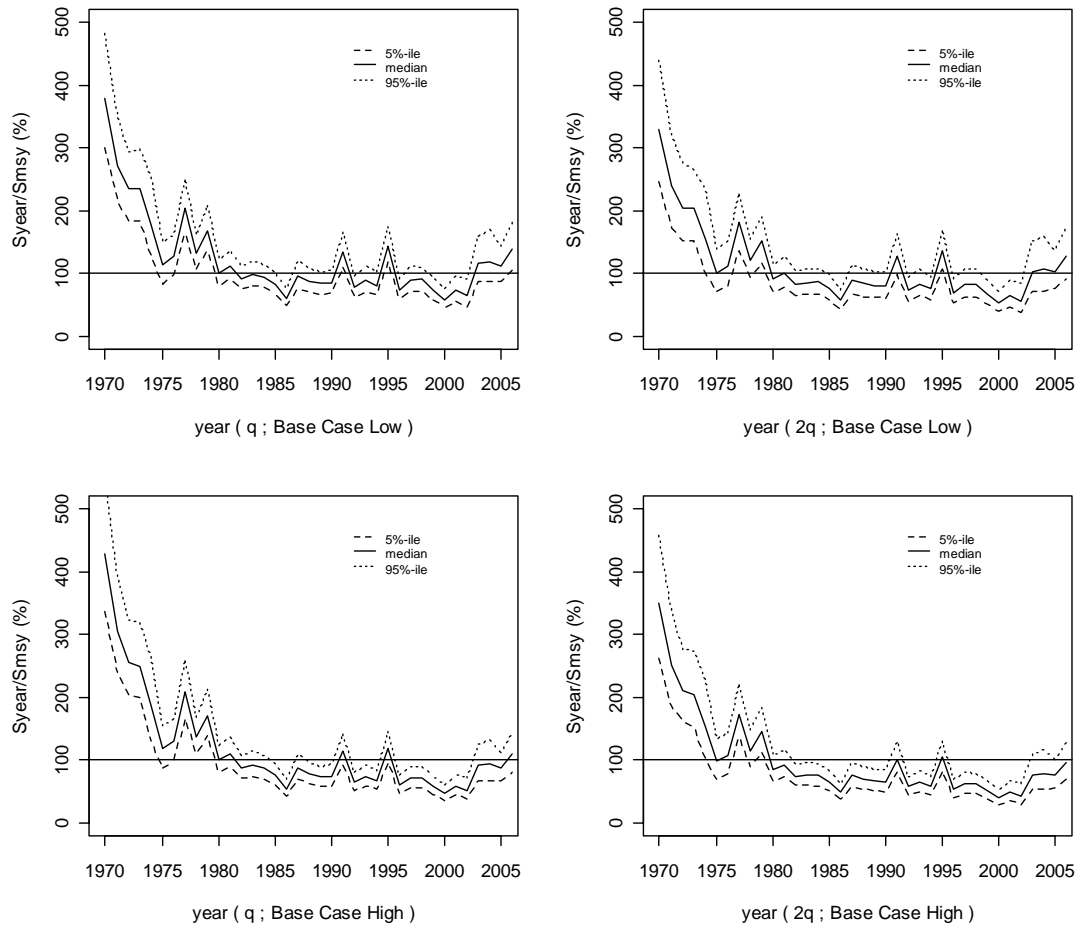 Syear/Smsy (%)
500
400
300
200
100
0
5%-ile
median
95%-ile
1970 1975 1980 1985 1990 1995 2000 2005
year ( q ; Base Case Low )
Syear/Smsy (%)
500
400
300
200
100
0
5%-ile
median
95%-ile
1970 1975 1980 1985 1990 1995 2000 2005
year ( 2q ; Base Case Low )
Syear/Smsy (%)
500
400
300
200
100
0
5%-ile
median
95%-ile
1970 1975 1980 1985 1990 1995 2000 2005
year ( q ; Base Case High )
Syear/Smsy (%)
500
400
300
200
100
0
5%-ile
median
95%-ile
1970 1975 1980 1985 1990 1995 2000 2005
year ( 2q ; Base Case High )